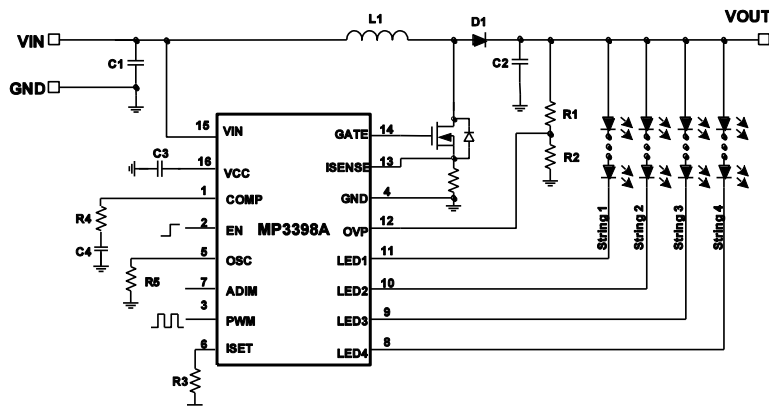 L1
D1
VOUT
VIN
C1
C2
GND
R1
R2
15
VIN
GATE
14
C3
16
VCC
ISENSE
13
1
COMP
GND
4
R4
2
EN
MP3398A
OVP
12
C4
5
OSC
LED1
11
R5
7
ADIM
LED2
10
3
PWM
LED3
9
6
ISET
LED4
8
R3
String 1
String 2
String 3
String 4